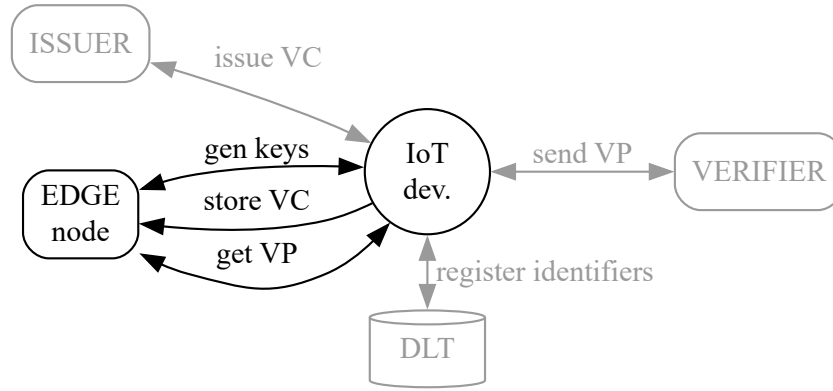 ISSUER
issue VC
gen keys
IoT
dev.
send VP
VERIFIER
EDGE
node
store VC
get VP
register identifiers
DLT